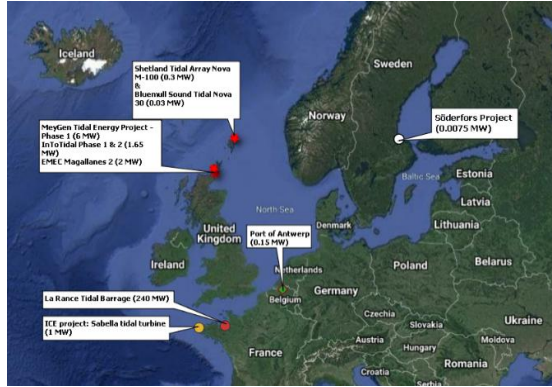 Iceland
Sweden
Norway
Shetland Tidal Array Nova
M-100 (0.3 MW)
&
Bluemull Sound Tidal Nova
30 (0.03 MW)
Söderfors Project
(0.0075 MW)
MeyGen Tidal Energy Project -
Phase 1 (6 MW)
InToTidal Phase 1 & 2 (1.65
MW)
EMEC Magallanes 2 (2 MW)
Baltic Sea
Estonia
Latvia
Lithuania
North Sea
Denmark
United
Kingdom
Port of Antwerp
(0.15 MW)
Ireland
Netherlands
Belgium
Germany
Poland
Belarus
La Rance Tidal Barrage (240 MW)
ICE project: Sabella tidal turbine
(1 MW)
Czechia
Slovakia
Ukraine
Moldova
Austria
Hungary
France
Romania
Croatia
Serbia